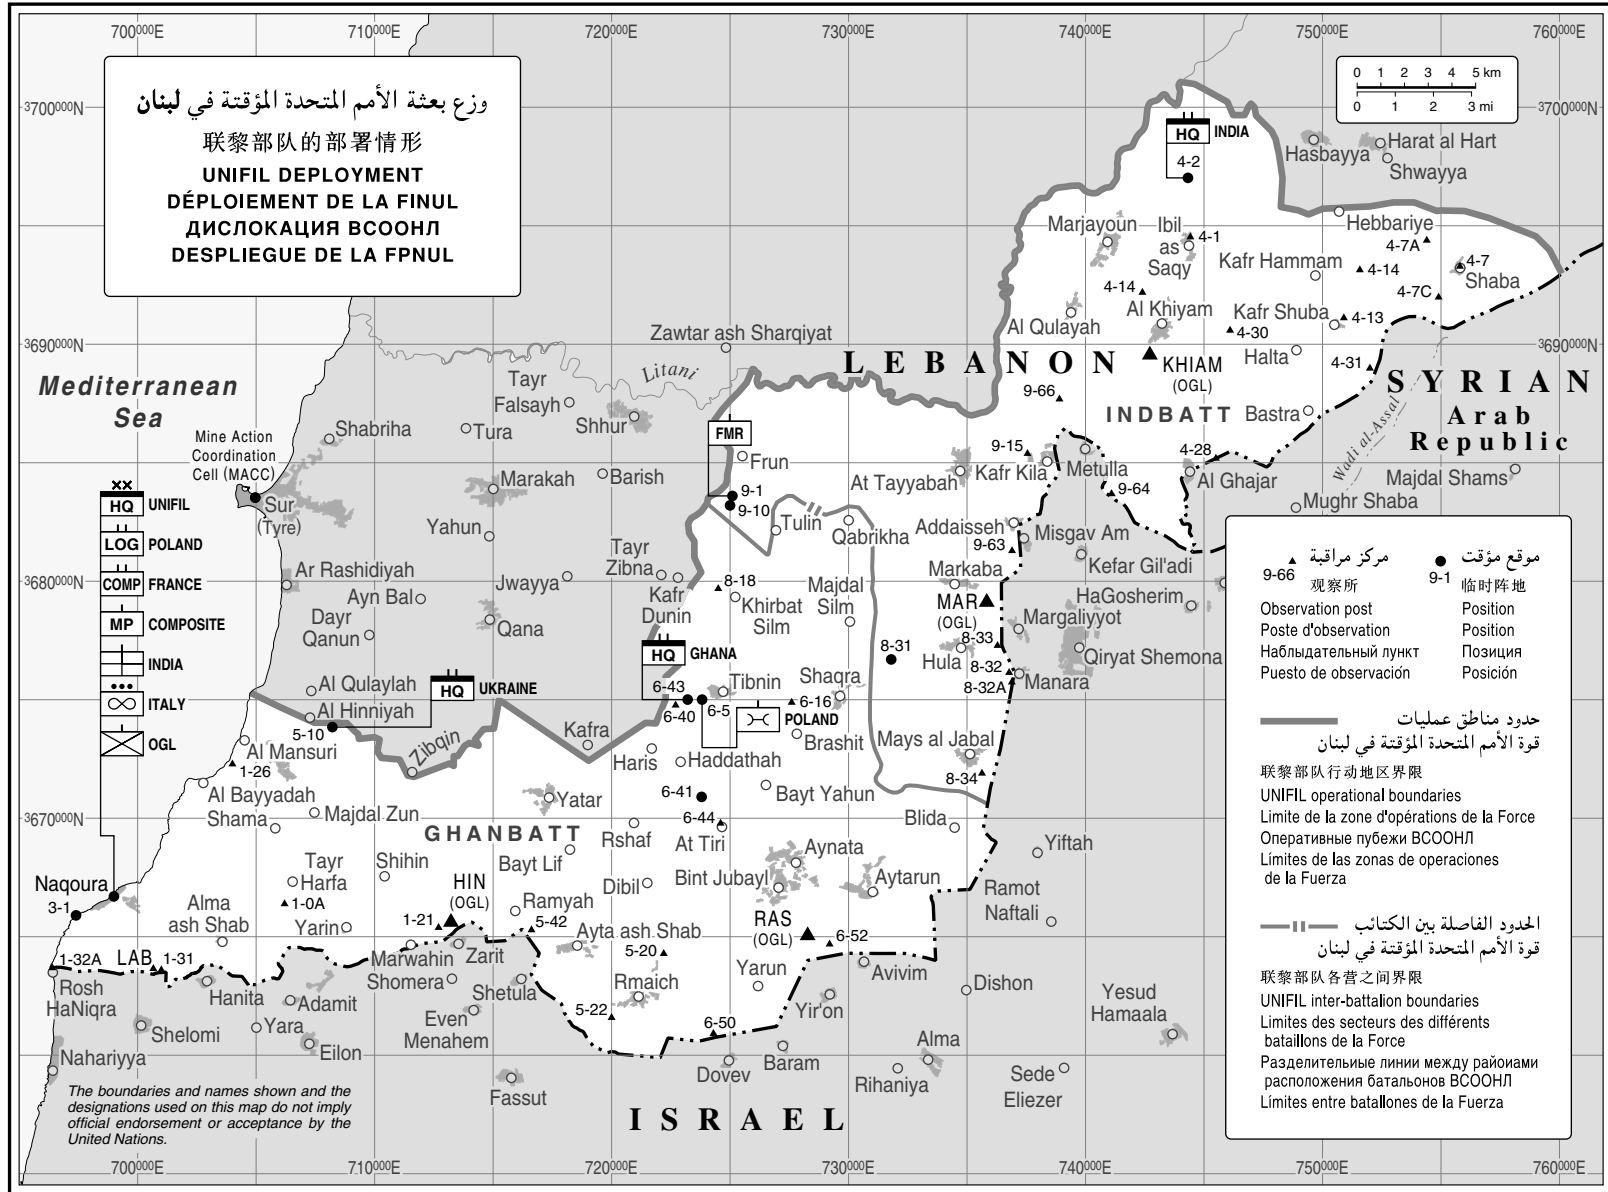 700000E 710000E 720000E 730000E 740000E 750000E 760000E
وزع بعثة الأمم المتحدة المؤقتة في لبنان
联黎部队的部署情形
UNIFIL DEPLOYMENT
DÉPLOIEMENT DE LA FINUL
ДИСЛОКАЦИЯ ВСООНЛ
DESPLIEGUE DE LA FPNUL
0 1 2 3 4 5 km
0 1 2 3 mi
3700000N
3700000N
HQ INDIA
4-2
Hasbayya
Harat al Hart
Shwayya
Marjayoun
Ibil
as
Saqy
4-1
Hebbariye
4-7A
Kafr Hammam
4-14
4-7
Shaba
4-7C
4-14
Al Khiyam
Al Qulayah
Kafr Shuba
4-13
4-30
Halta
4-31
Zawtar ash Sharqiyat
3690000N
3690000N
LEBANON
SYRIAN
Arab
Republic
Mediterranean
Sea
Litani
KHIAM
(OGL)
9-66
INDBATT
Bastra
Wadi al-Assal
Tayr
Falsayh
Shhur
Tura
Shabriha
Mine Action
Coordination
Cell (MACC)
FMR
Frun
9-15
Kafr Kila
Metulla
4-28
Al Ghajar
Majdal Shams
Mughr Shaba
Barish
Marakah
At Tayyabah
9-64
9-1
9-10
Sur
(Tyre)
HQ UNIFIL
LOG POLAND
COMP FRANCE
MP COMPOSITE
INDIA
ITALY
OGL
Yahun
Tulin
Qabrikha
Addaisseh
Misgav Am
9-63
Kefar Gil'adi
Tayr
Zibna
3680000N
Ar Rashidiyah
Jwayya
Kafr
Dunin
8-18
Khirbat
Silm
Majdal
Silm
Markaba
MAR
(OGL)
HaGosherim
Ayn Bal
Dayr
Qanun
Qana
Margaliyyot
HQ GHANA
8-31
8-33
Hula
8-32
Qiryat Shemona
8-32A
Manara
Al Qulaylah
HQ UKRAINE
Al Hinniyah
5-10
6-43
Tibnin
Shaqra
6-40
6-5
6-16
POLAND
Brashit
Kafra
Zibqin
Al Mansuri
1-26
Haris
Haddathah
Mays al Jabal
8-34
Al Bayyadah
Shama
Majdal Zun
Yatar
6-41
Bayt Yahun
3670000N
GHANBATT
6-44
Rshaf
At Tiri
Blida
Yiftah
Bayt Lif
Aynata
Tayr
Harfa
Shihin
HIN
(OGL)
Dibil
Bint Jubayl
Aytarun
Ramot
Naftali
Naqoura
3-1
1-0A
Alma
ash Shab
Yarin
1-21
Ramyah
5-42
RAS
(OGL)
Ayta ash Shab
5-20
6-52
1-32A
LAB
1-31
Marwahin
Zarit
Shomera
Shetula
Rmaich
Yarun
Avivim
Dishon
Rosh
HaNiqra
Hanita
Adamit
Yir'on
Yesud
Hamaala
Shelomi
Yara
Even
Menahem
5-22
6-50
Eilon
Nahariyya
Dovev
Baram
Alma
Rihaniya
Sede
Eliezer
Fassut
ISRAEL
The boundaries and names shown and the
designations used on this map do not imply
official endorsement or acceptance by the
United Nations.
مركز مراقبة موقع مؤقت
9-66 9-1
观察所 临时阵地
Observation post Position
Poste d'observation Position
Наблыдательный лункт Позиция
Puesto de observación Posición
حدود مناطق عمليات
قوة الأمم المتحدة المؤقتة في لبنان
联黎部队行动地区界限
UNIFIL operational boundaries
Limite de la zone d'opérations de la Force
Оперативные пубежи ВСООНЛ
Límites de las zonas de operaciones
de la Fuerza
الحدود الفاصلة بين الكتائب
قوة الأمم المتحدة المؤقتة في لبنان
联黎部队各营之间界限
UNIFIL inter-battalion boundaries
Limites des secteurs des différents
bataillons de la Force
Разделительные линии между районами
расположения батальонов ВСООНЛ
Límites entre batallones de la Fuerza
700000E 710000E 720000E 730000E 740000E 750000E 760000E